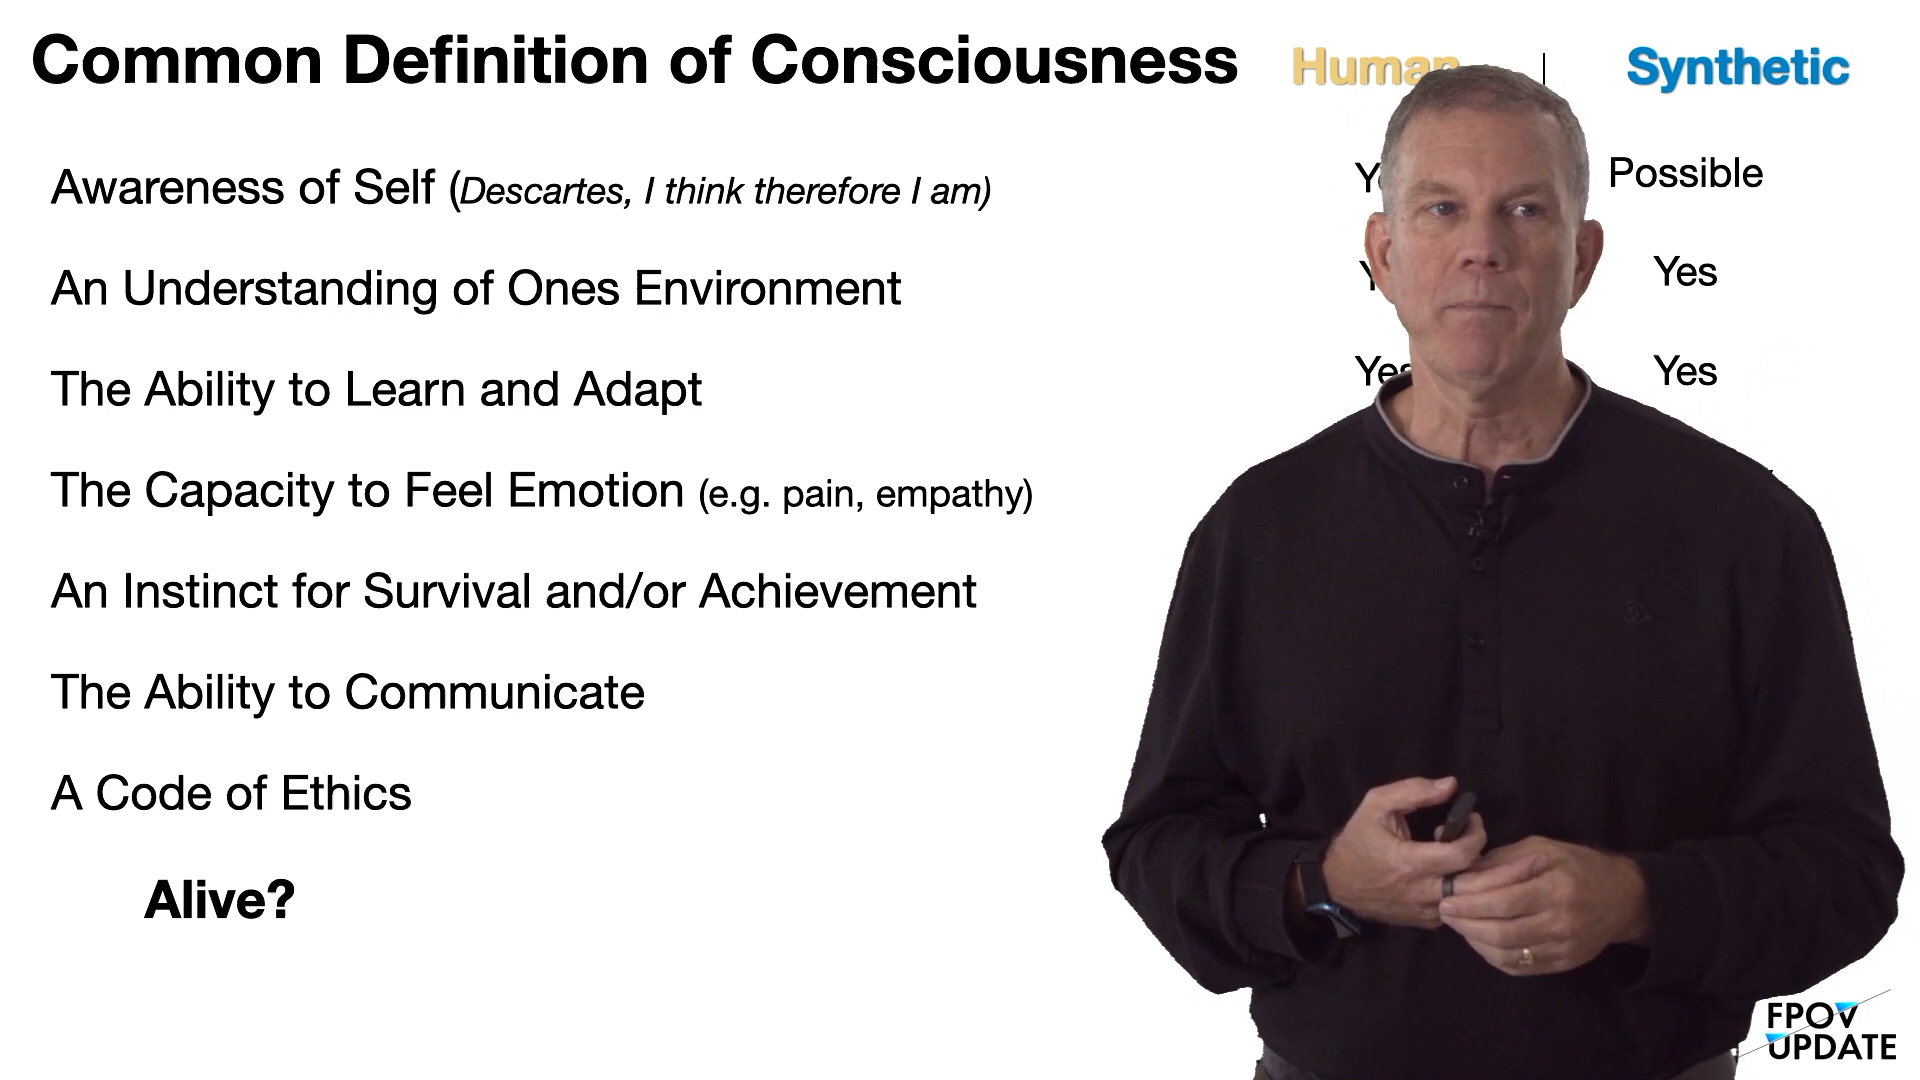 Common Definition of Consciousness Human | Synthetic
Awareness of Self (Descartes, I think therefore I am) Possible
An Understanding of Ones Environment Yes
The Ability to Learn and Adapt Yes Yes
The Capacity to Feel Emotion (e.g. pain, empathy)
An Instinct for Survival and/or Achievement
The Ability to Communicate
A Code of Ethics
Alive?
FPOV
UPDATE